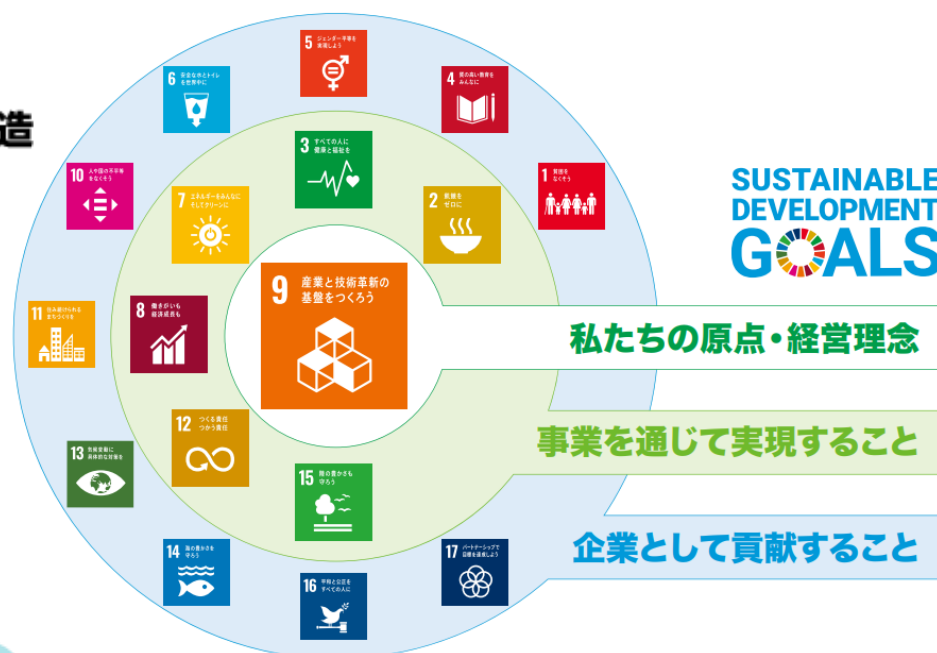 造
5 ジェンダー平等を
実現しよう
6 安全な水とトイレ
を世界中に
4 質の高い教育を
みんなに
3 すべての人に
健康と福祉を
10 人や国の不平等
をなくそう
7 エネルギーをみんなに
そしてクリーンに
2 飢餓を
ゼロに
1 貧困を
なくそう
SUSTAINABLE
DEVELOPMENT
GOALS
9 産業と技術革新の
基盤をつくろう
11 住み続けられる
まちづくりを
8 働きがいも
経済成長も
私たちの原点・経営理念
12 つくる責任
つかう責任
事業を通じて実現すること
13 気候変動に
具体的な対策を
15 陸の豊かさも
守ろう
企業として貢献すること
14 海の豊かさを
守ろう
16 平和と公正を
すべての人に
17 パートナーシップで
目標を達成しよう